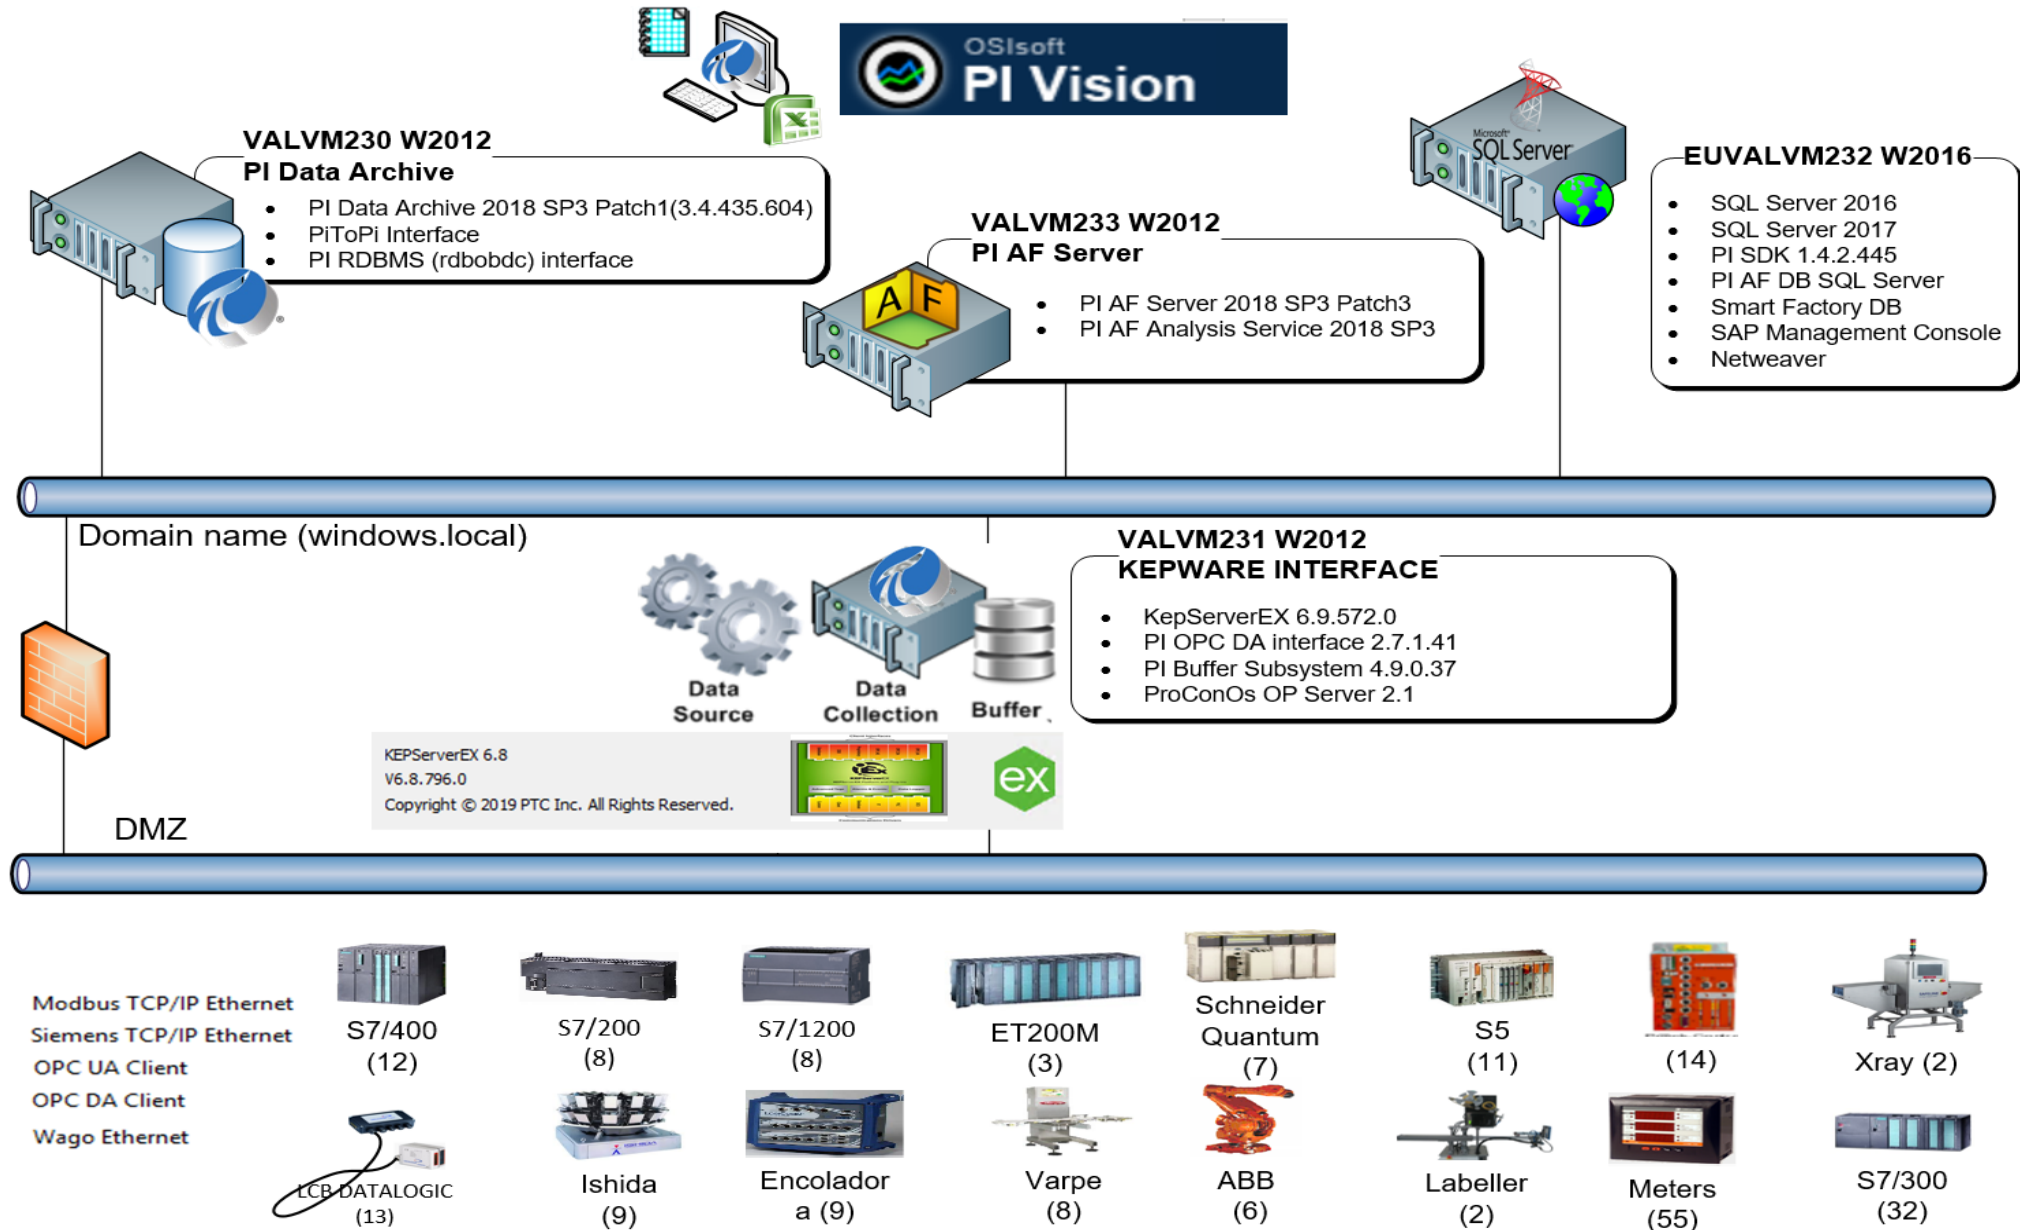 OSIsoft
PI Vision
VALVM230 W2012
PI Data Archive
• PI Data Archive 2018 SP3 Patch1(3.4.435.604)
• PiToPi Interface
• PI RDBMS (rdbobdc) interface
VALVM233 W2012
PI AF Server
A F
• PI AF Server 2018 SP3 Patch3
• PI AF Analysis Service 2018 SP3
Microsoft
SQL Server
EUVALVM232 W2016
• SQL Server 2016
• SQL Server 2017
• PI SDK 1.4.2.445
• PI AF DB SQL Server
• Smart Factory DB
• SAP Management Console
• Netweaver
Domain name (windows.local)
VALVM231 W2012
KEPWARE INTERFACE
• KepServerEX 6.9.572.0
• PI OPC DA interface 2.7.1.41
• PI Buffer Subsystem 4.9.0.37
• ProConOs OP Server 2.1
Data
Source
Data
Collection
Buffer
KEPServerEX 6.8
V6.8.796.0
Copyright © 2019 PTC Inc. All Rights Reserved.
ex
DMZ
Modbus TCP/IP Ethernet
Siemens TCP/IP Ethernet
OPC UA Client
OPC DA Client
Wago Ethernet
S7/400
(12)
S7/200
(8)
S7/1200
(8)
ET200M
(3)
Schneider
Quantum
(7)
S5
(11)
(14)
Xray (2)
LCB DATALOGIC
(13)
Ishida
(9)
Encolador
a (9)
Varpe
(8)
ABB
(6)
Labeller
(2)
Meters
(55)
S7/300
(32)